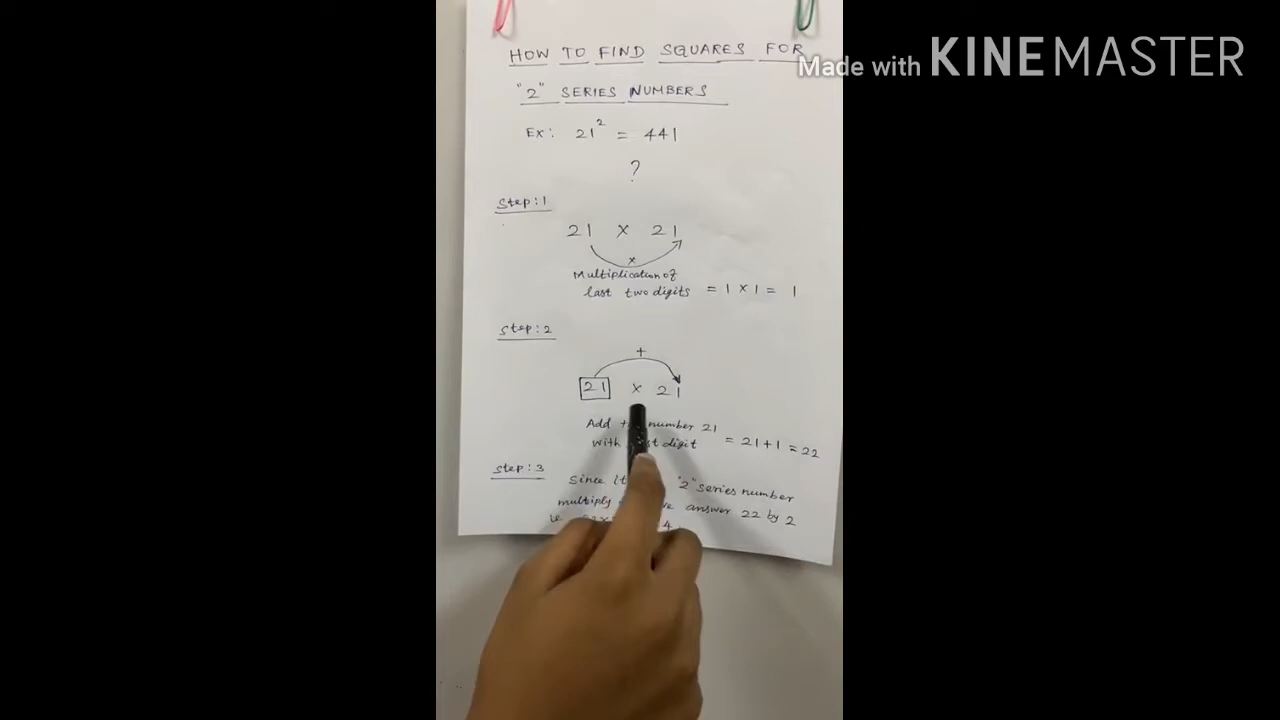 HOW TO FIND SQUARES FOR
Made with KINEMASTER
"2" SERIES NUMBERS
Ex: 21² = 441
?
Step:1
21 x 21
x
Multiplication of
last two digits = 1 x 1 = 1
Step:2
+
21 x 21
Add number 21
with digit = 21+1 = 22
Step:3
Since "2" series number
multiply answer 22 by 2